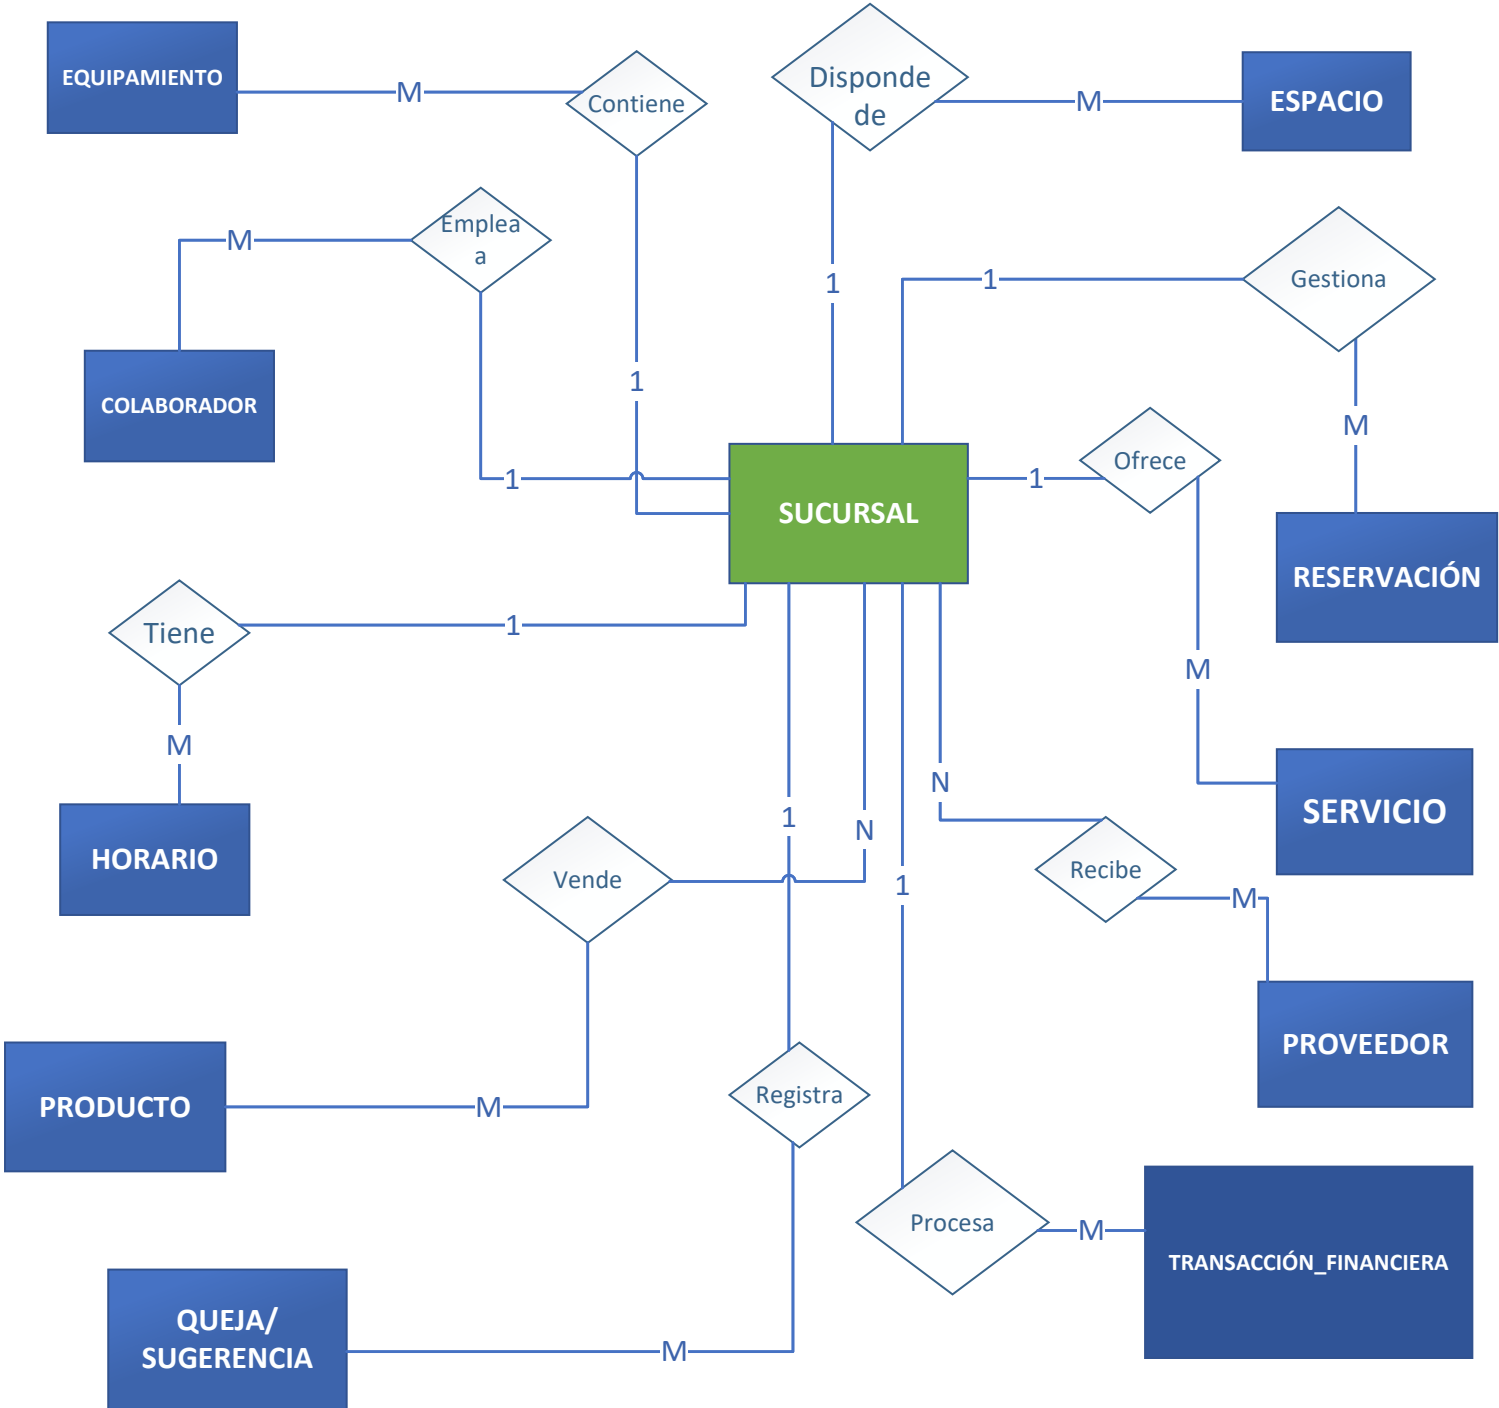 EQUIPAMIENTO
M
Contiene
Disponde
de
M
ESPACIO
M
Emplea
a
1
1
Gestiona
1
M
COLABORADOR
1
SUCURSAL
1
Ofrece
RESERVACIÓN
Tiene
1
M
M
HORARIO
1
N
N
1
SERVICIO
Vende
Recibe
M
PRODUCTO
M
Registra
PROVEEDOR
Procesa
M
TRANSACCIÓN_FINANCIERA
QUEJA/
SUGERENCIA
M